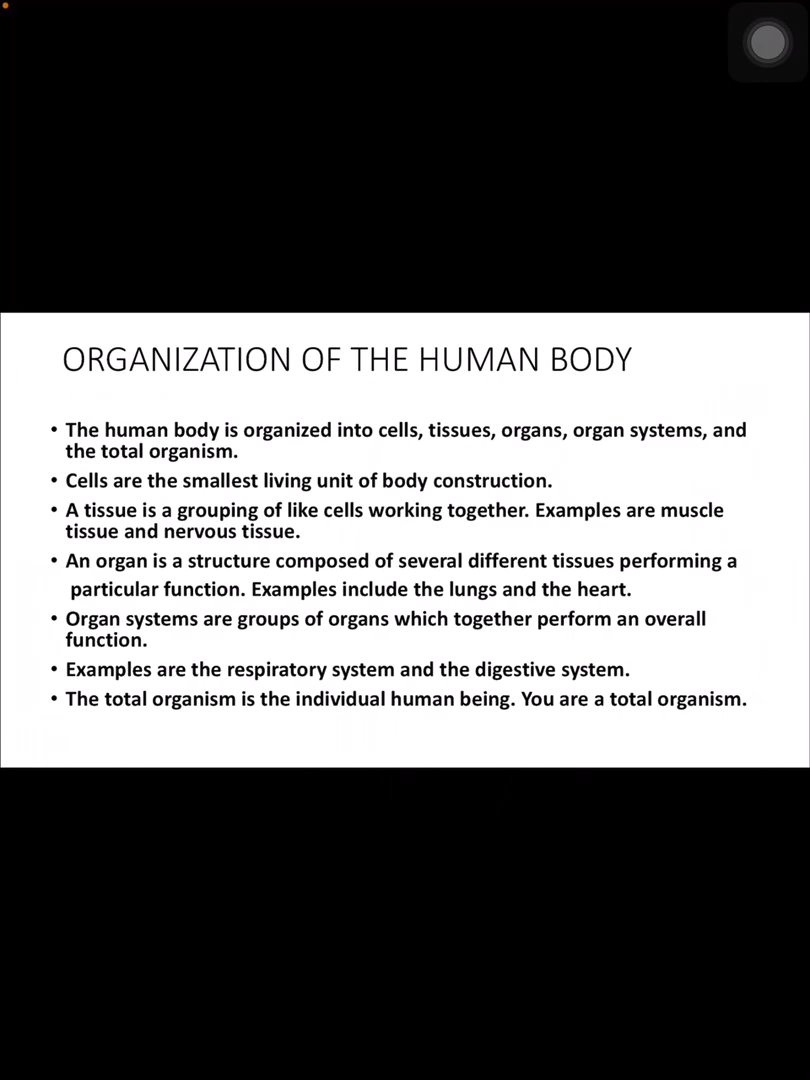 ORGANIZATION OF THE HUMAN BODY
• The human body is organized into cells, tissues, organs, organ systems, and
the total organism.
• Cells are the smallest living unit of body construction.
• A tissue is a grouping of like cells working together. Examples are muscle
tissue and nervous tissue.
• An organ is a structure composed of several different tissues performing a
particular function. Examples include the lungs and the heart.
• Organ systems are groups of organs which together perform an overall
function.
• Examples are the respiratory system and the digestive system.
• The total organism is the individual human being. You are a total organism.